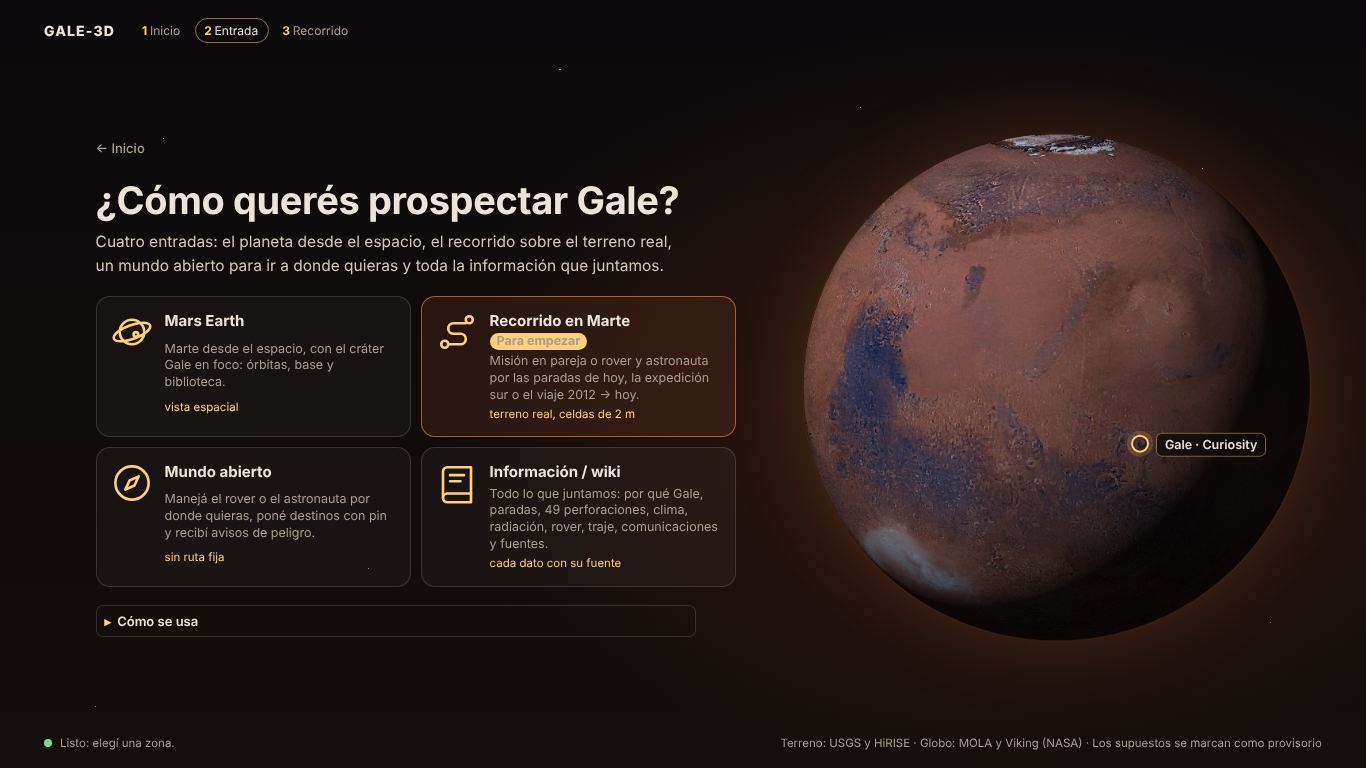 GALE-3D
1 Inicio
2 Entrada
3 Recorrido
← Inicio
¿Cómo querés prospectar Gale?
Cuatro entradas: el planeta desde el espacio, el recorrido sobre el terreno real,
un mundo abierto para ir a donde quieras y toda la información que juntamos.
Mars Earth
Marte desde el espacio, con el cráter
Gale en foco: órbitas, base y
biblioteca.
vista espacial
Recorrido en Marte
Para empezar
Misión en pareja o rover y astronauta
por las paradas de hoy, la expedición
sur o el viaje 2012 → hoy.
terreno real, celdas de 2 m
Mundo abierto
Manejá el rover o el astronauta por
donde quieras, poné destinos con pin
y recibí avisos de peligro.
sin ruta fija
Información / wiki
Todo lo que juntamos: por qué Gale,
paradas, 49 perforaciones, clima,
radiación, rover, traje, comunicaciones
y fuentes.
cada dato con su fuente
▸ Cómo se usa
Gale · Curiosity
Listo: elegí una zona.
Terreno: USGS y HiRISE · Globo: MOLA y Viking (NASA) · Los supuestos se marcan como provisorio